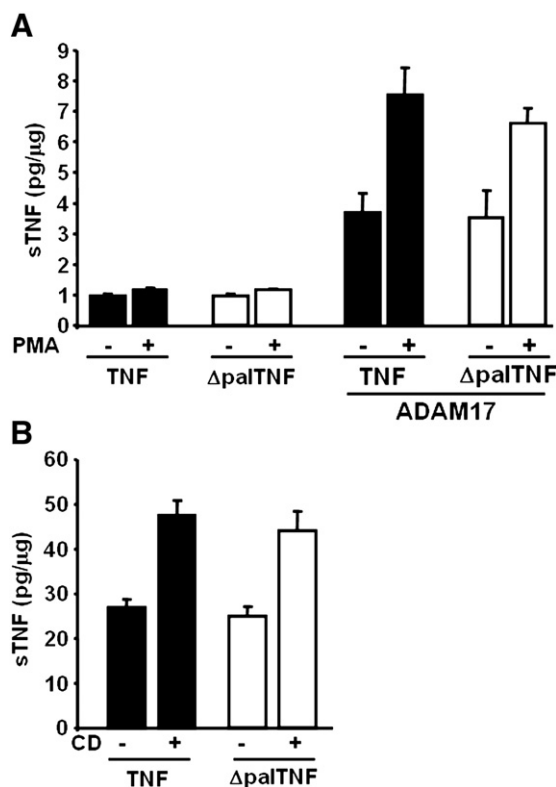 A
sTNF (pg/μg)
9
8
7
6
5
4
3
2
1
0
PMA - + - + - + - +
TNF ΔpalTNF TNF ΔpalTNF
ADAM17
B
sTNF (pg/μg)
60
50
40
30
20
10
0
CD - + - +
TNF ΔpalTNF